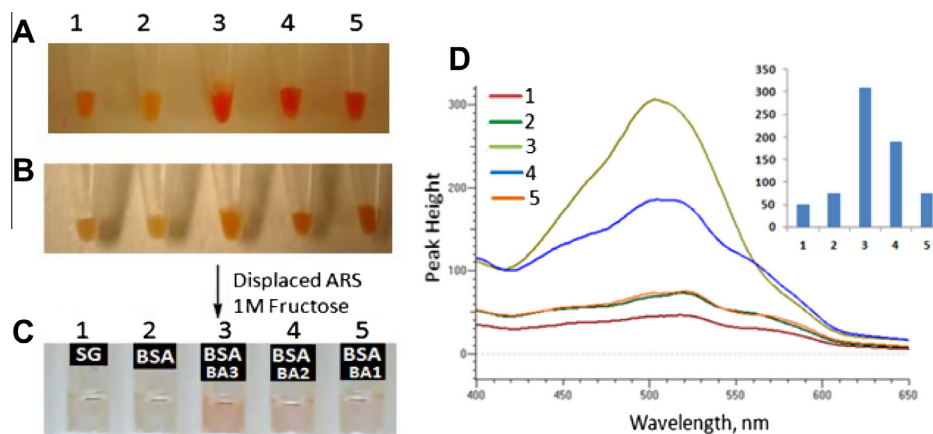 A
1 2 3 4 5
B
Displaced ARS
1M Fructose
C
1 2 3 4 5
SG BSA BSA BSA BSA
BA3 BA2 BA1
D
1
2
3
4
5
Peak Height
300
200
100
0
400 450 500 550 600 650
Wavelength, nm
350
300
250
200
150
100
50
0
1 2 3 4 5